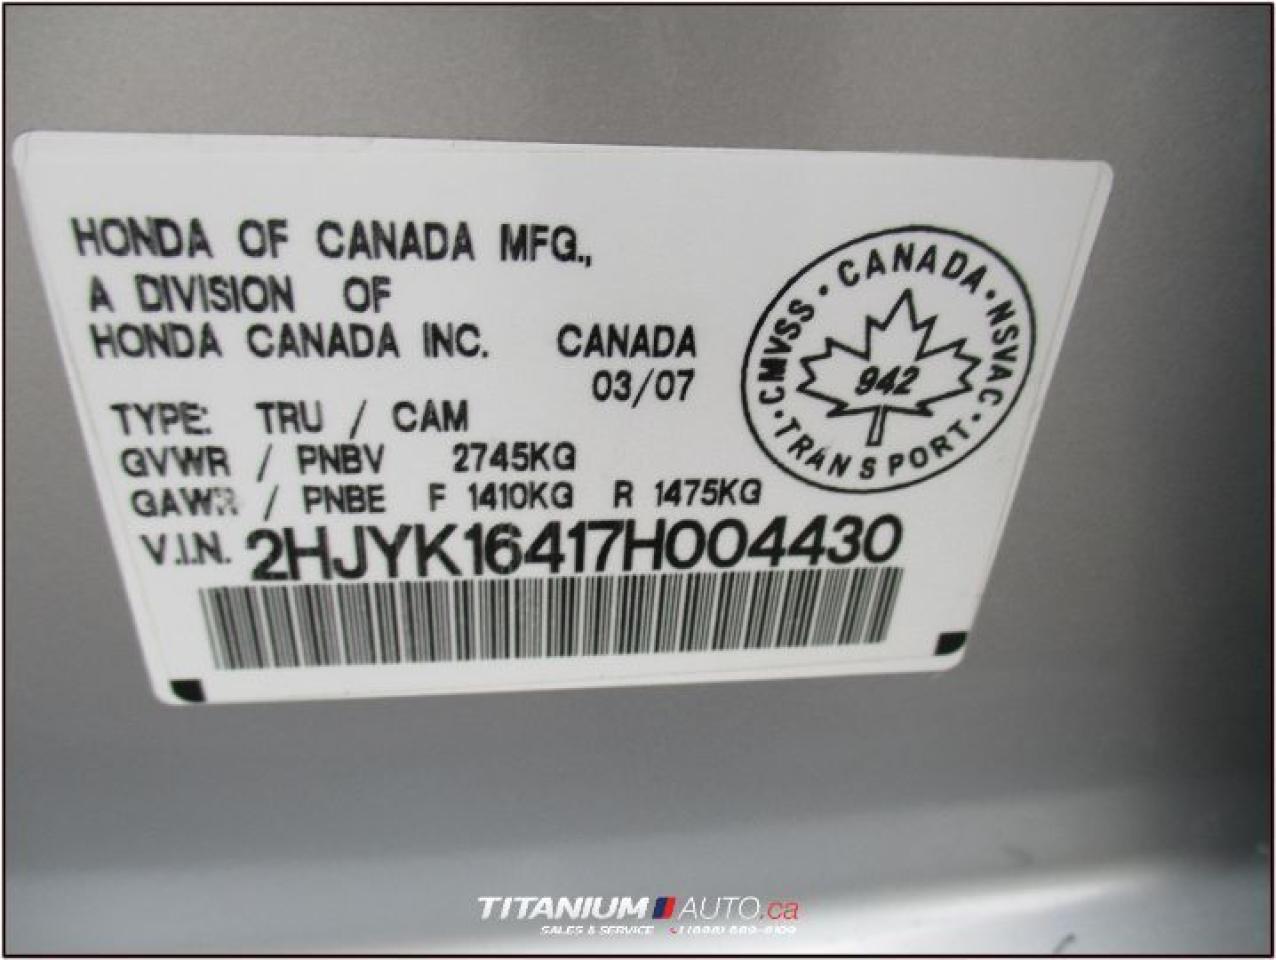 HONDA OF CANADA MFG.,
A DIVISION OF
HONDA CANADA INC. CANADA
03/07
TYPE: TRU / CAM
GVWR / PNBV 2745KG
GAWR / PNBE F 1410KG R 1475KG
V.I.N. 2HJYK16417H004430
CANADA · NSVAC · TRANSPORT · CMVSS ·
942
TITANIUM AUTO.ca
SALES & SERVICE